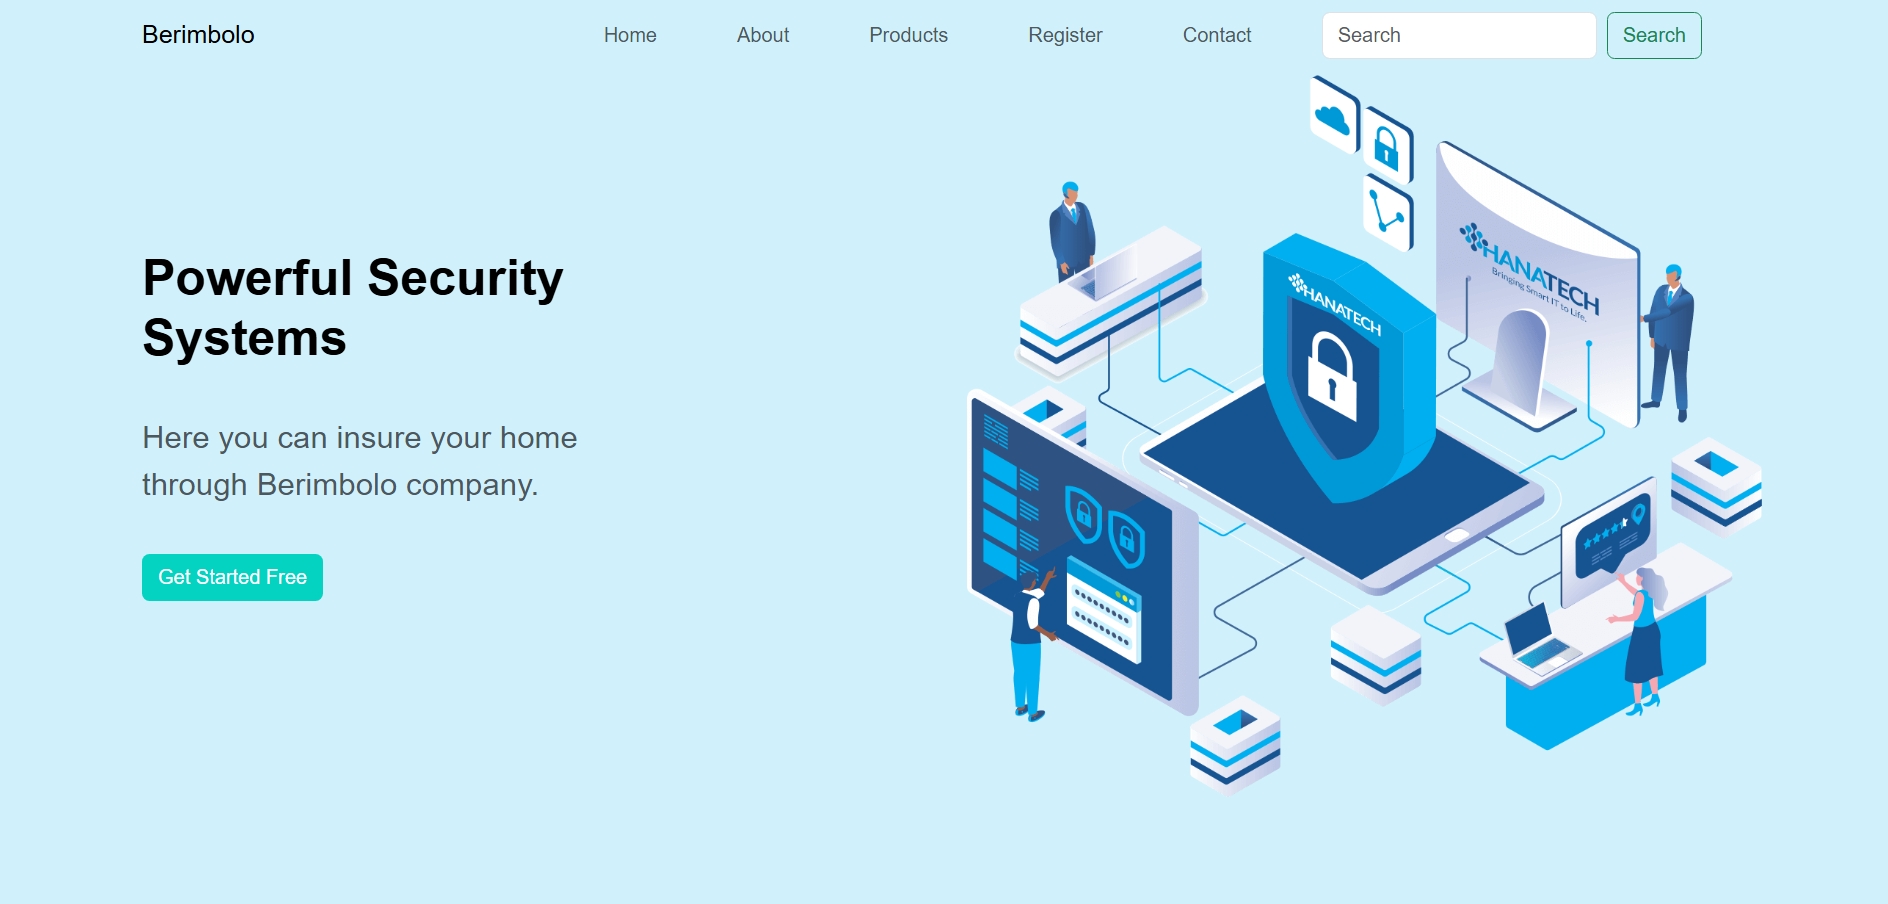 Berimbolo
Home
About
Products
Register
Contact
Search
Search
Powerful Security
Systems
Here you can insure your home
through Berimbolo company.
Get Started Free
HANATECH
Bringing Smart IT to Life.
HANATECH